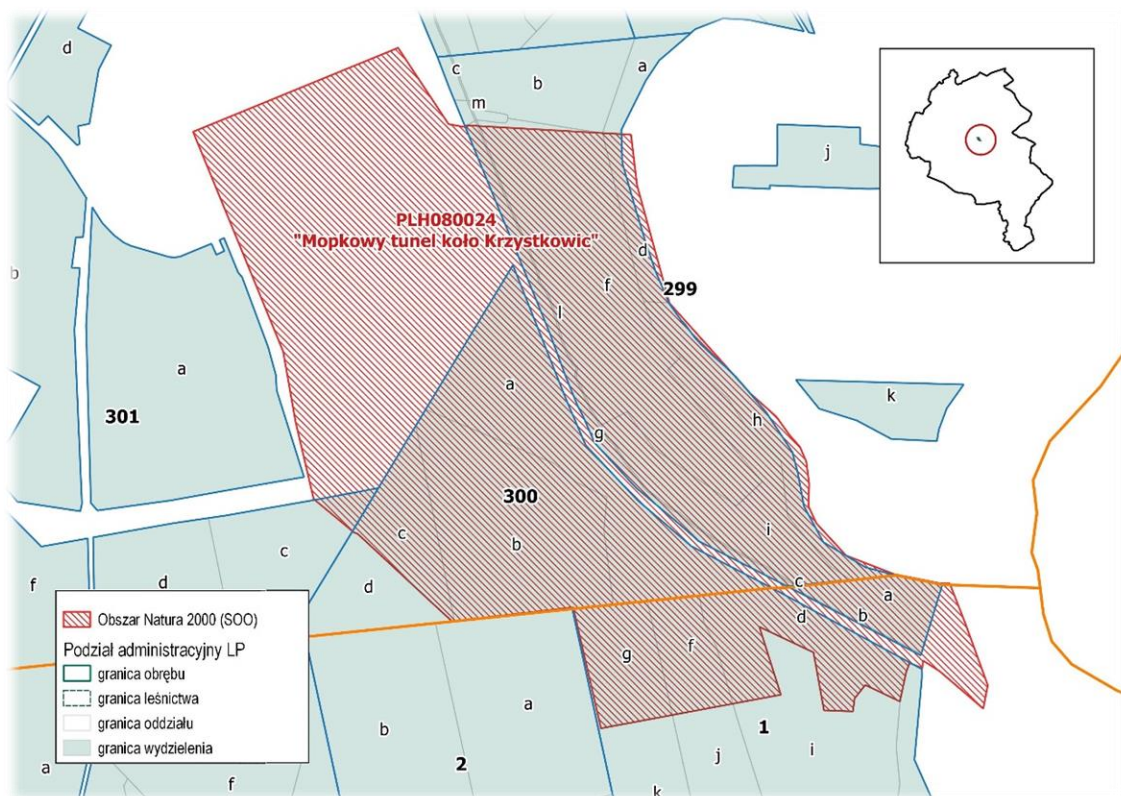 d
c
b
a
m
j
PLH080024
"Mopkowy tunel koło Krzystkowic"
d
b
f
299
l
a
a
k
301
g
h
300
c
b
i
c
f
d
c
d
c
a
b
d
g
f
Obszar Natura 2000 (SOO)
Podział administracyjny LP
granica obrębu
granica leśnictwa
granica oddziału
granica wydzielenia
a
b
a
1
j
i
2
a
f
k